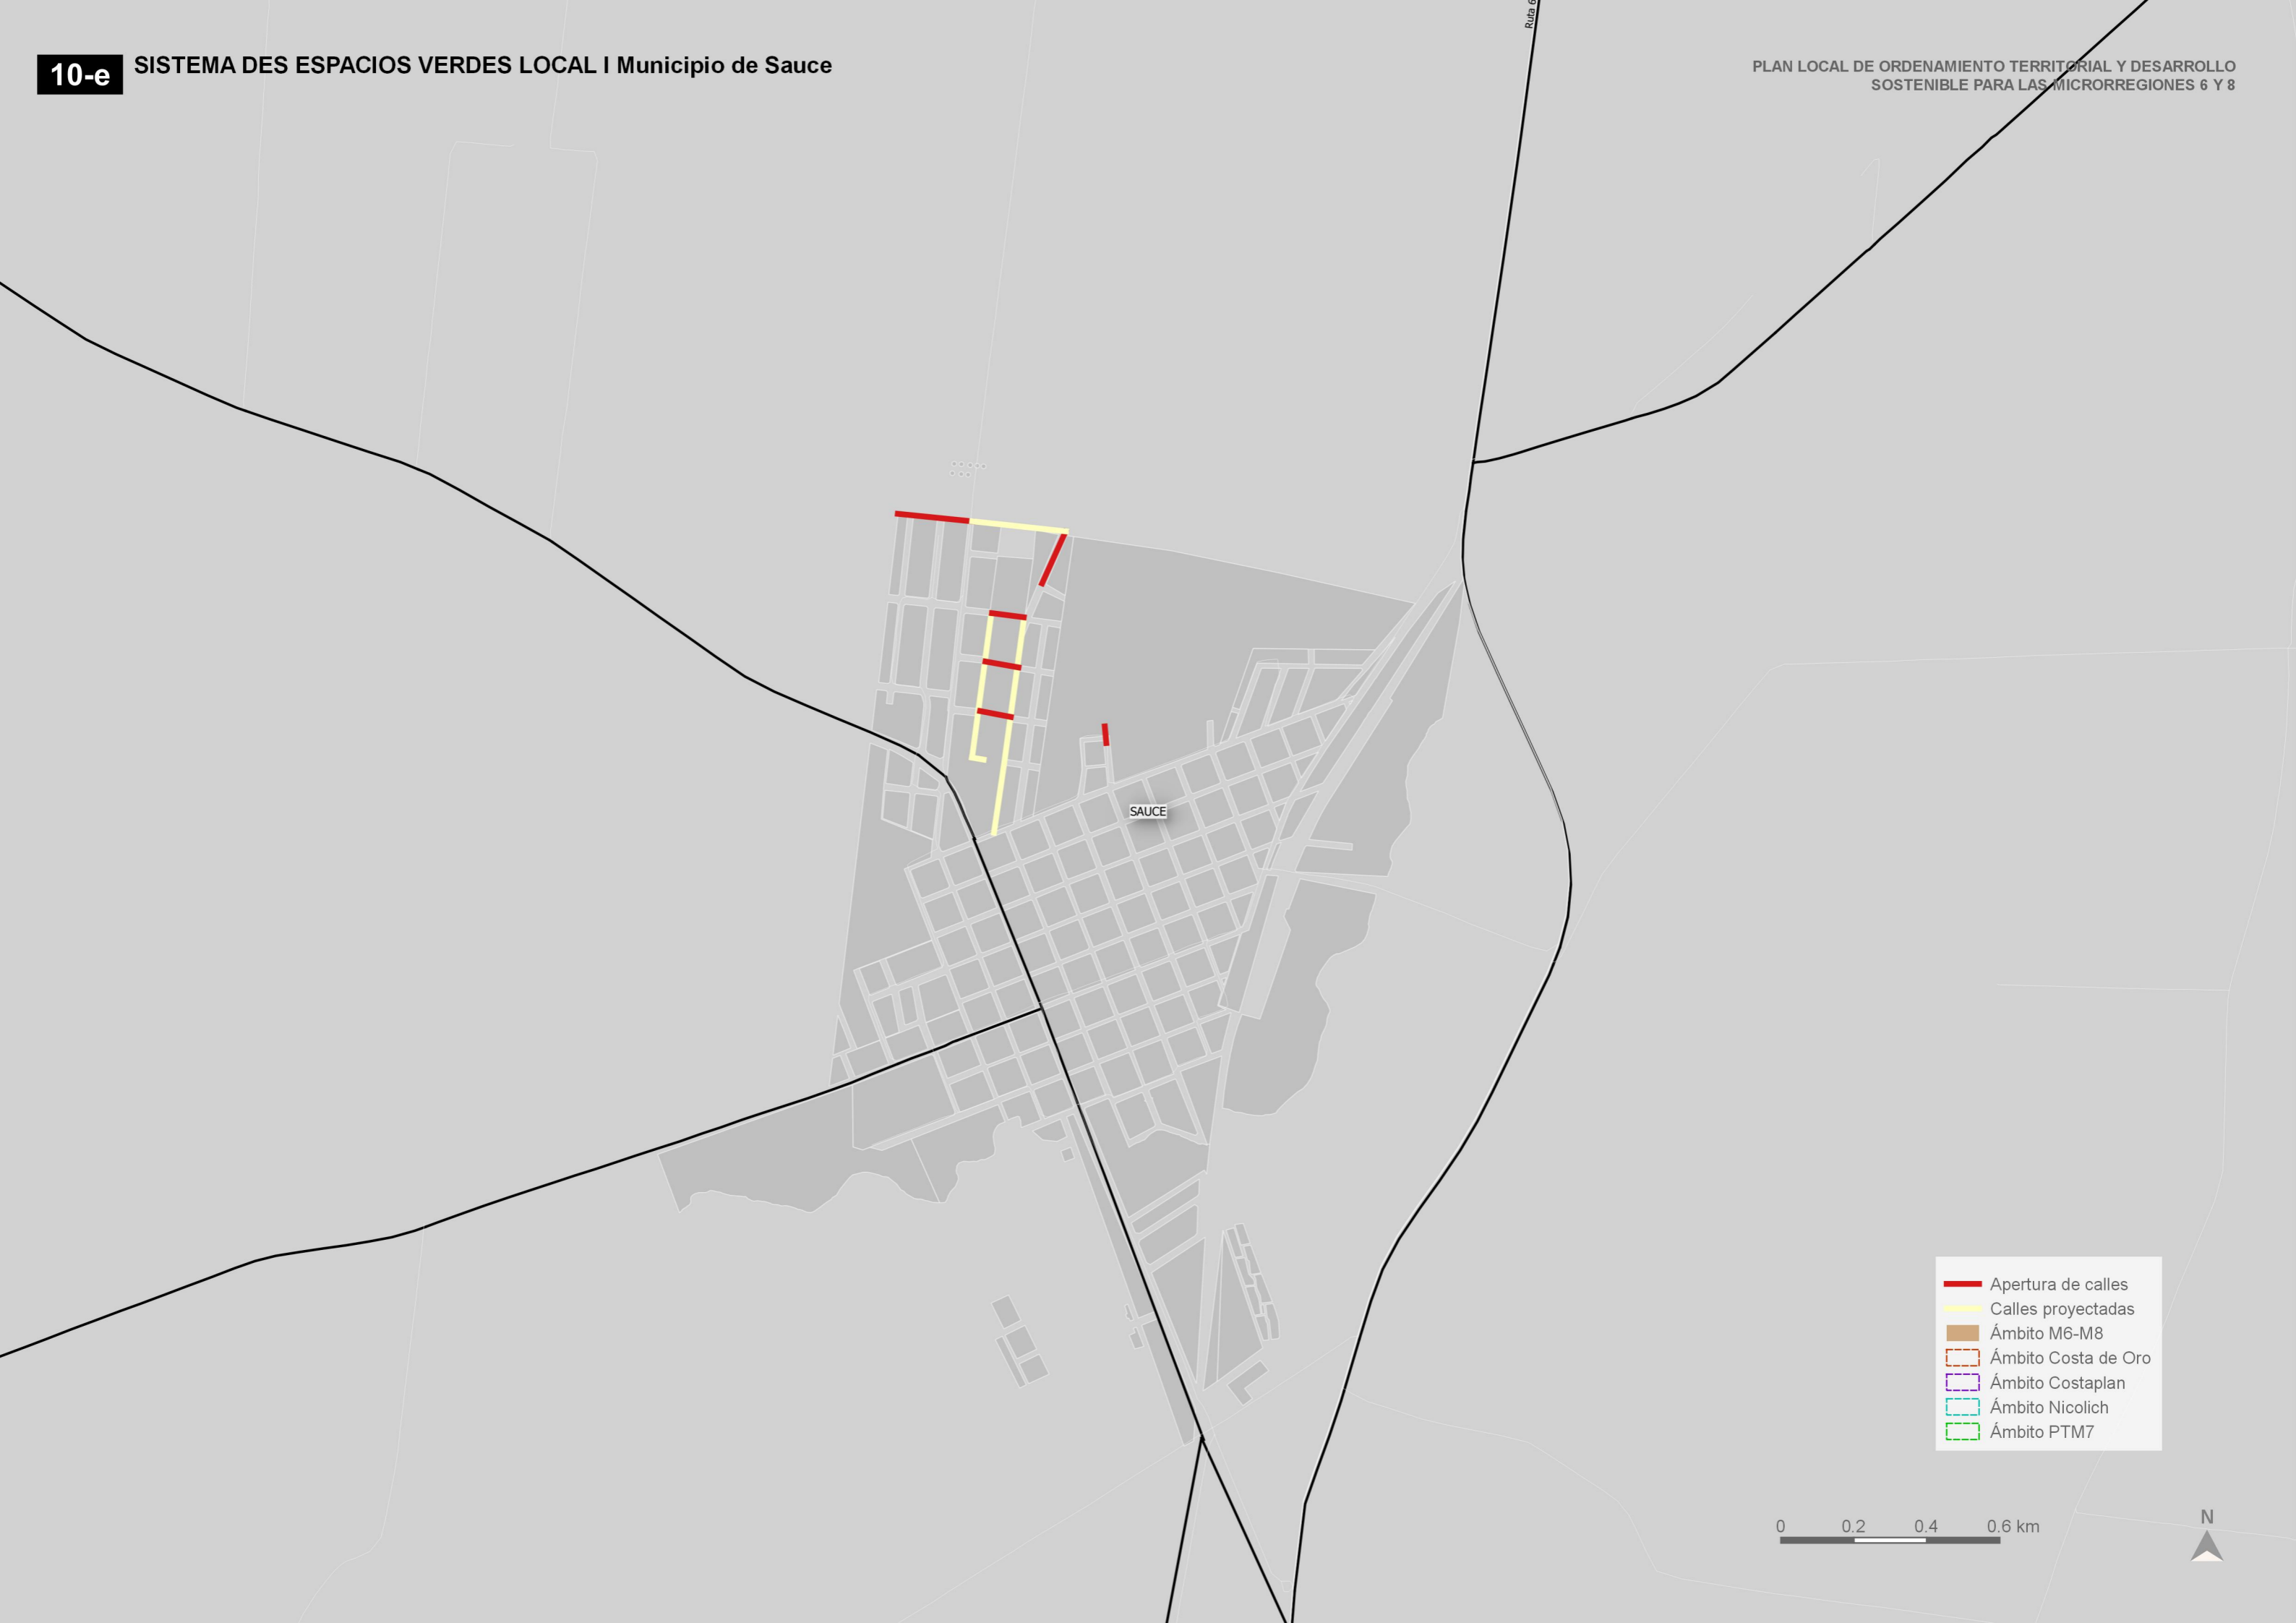 Ruta 6
10-e
SISTEMA DES ESPACIOS VERDES LOCAL I Municipio de Sauce
PLAN LOCAL DE ORDENAMIENTO TERRITORIAL Y DESARROLLO
SOSTENIBLE PARA LAS MICRORREGIONES 6 Y 8
SAUCE
Apertura de calles
Calles proyectadas
Ámbito M6-M8
Ámbito Costa de Oro
Ámbito Costaplan
Ámbito Nicolich
Ámbito PTM7
0 0.2 0.4 0.6 km
N